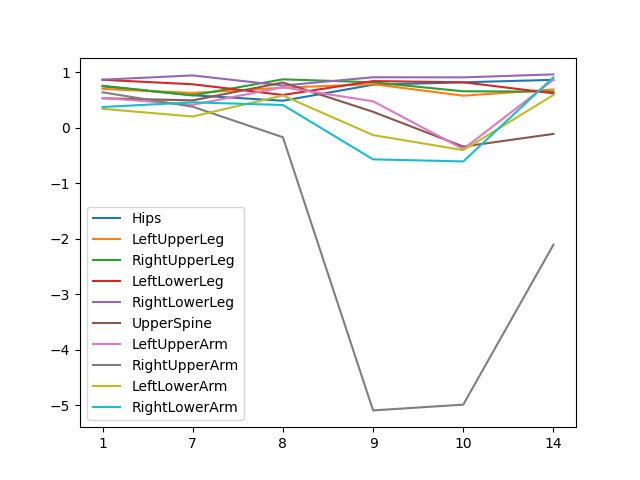 1
0
−1
−2
−3
−4
−5
Hips
LeftUpperLeg
RightUpperLeg
LeftLowerLeg
RightLowerLeg
UpperSpine
LeftUpperArm
RightUpperArm
LeftLowerArm
RightLowerArm
1 7 8 9 10 14